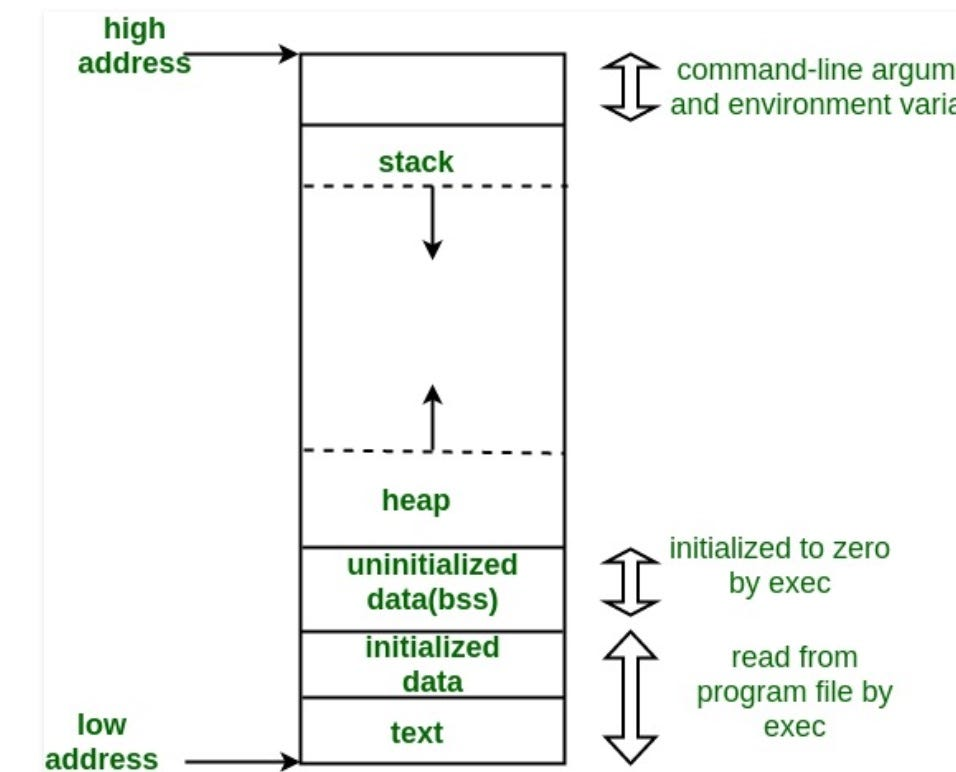 high
address
command-line argum
and environment varia
stack
heap
uninitialized
data(bss)
initialized to zero
by exec
initialized
data
read from
program file by
exec
text
low
address